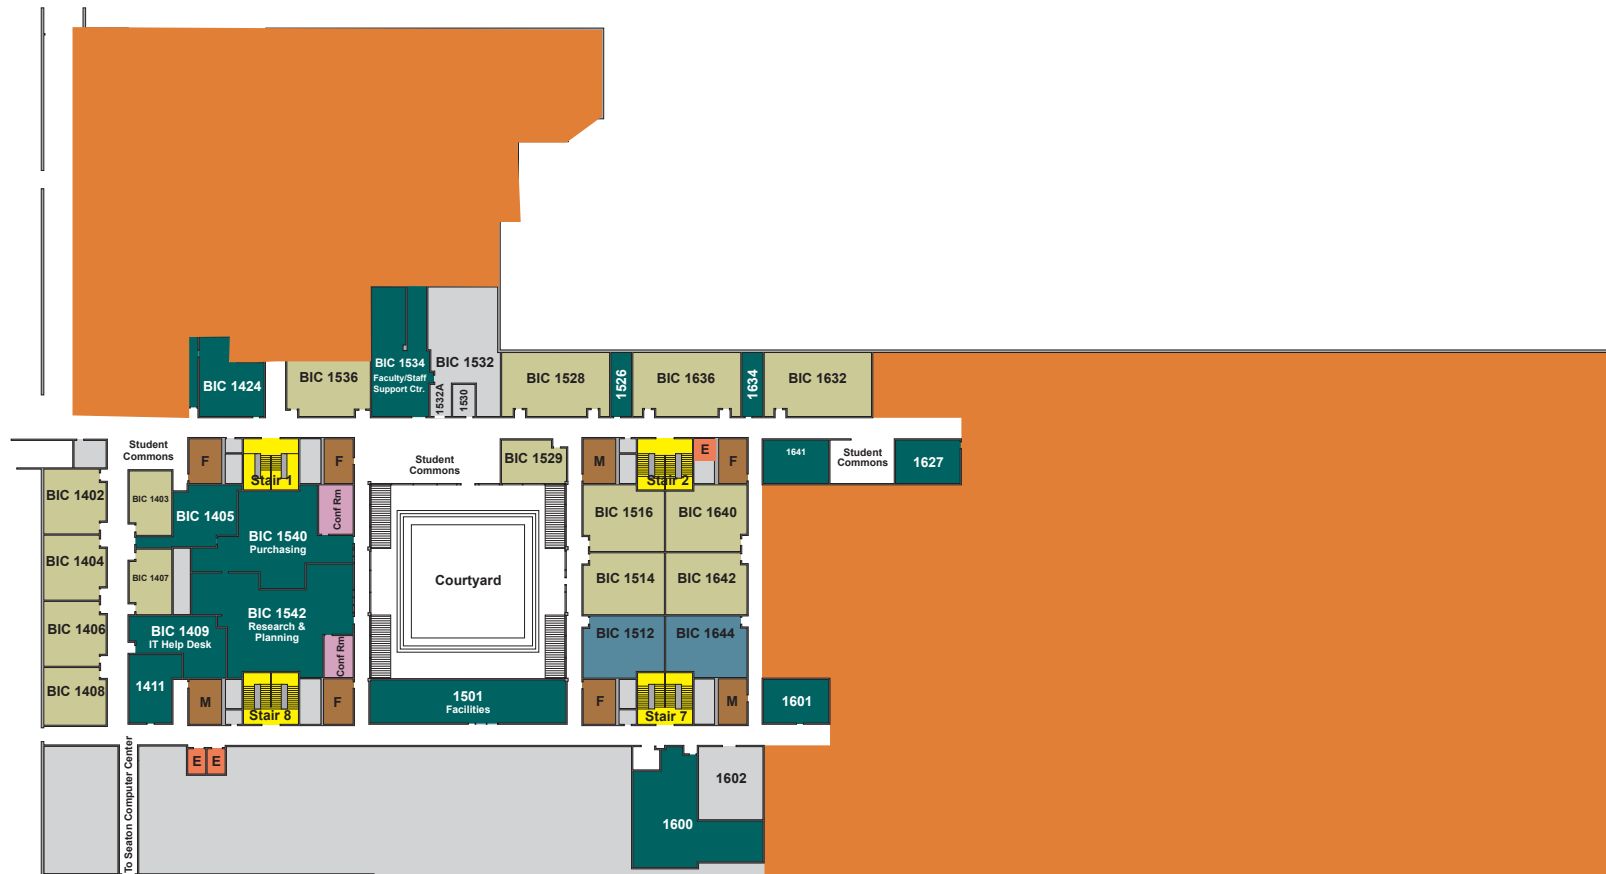 BIC 1424
BIC 1536
BIC 1534
Faculty/Staff
Support Ctr.
BIC 1532
1532A
1530
BIC 1528
1526
BIC 1636
1634
BIC 1632
Student
Commons
F
Stair 1
F
Student
Commons
BIC 1529
M
Stair 2
E
F
1641
Student
Commons
1627
BIC 1402
BIC 1403
BIC 1405
BIC 1540
Purchasing
Conf Rm
BIC 1516
BIC 1640
BIC 1404
BIC 1407
Courtyard
BIC 1514
BIC 1642
BIC 1406
BIC 1409
IT Help Desk
BIC 1542
Research &
Planning
Conf Rm
BIC 1512
BIC 1644
BIC 1408
1411
M
Stair 8
F
1501
Facilities
F
Stair 7
M
1601
To Seaton Computer Center
E
E
1602
1600